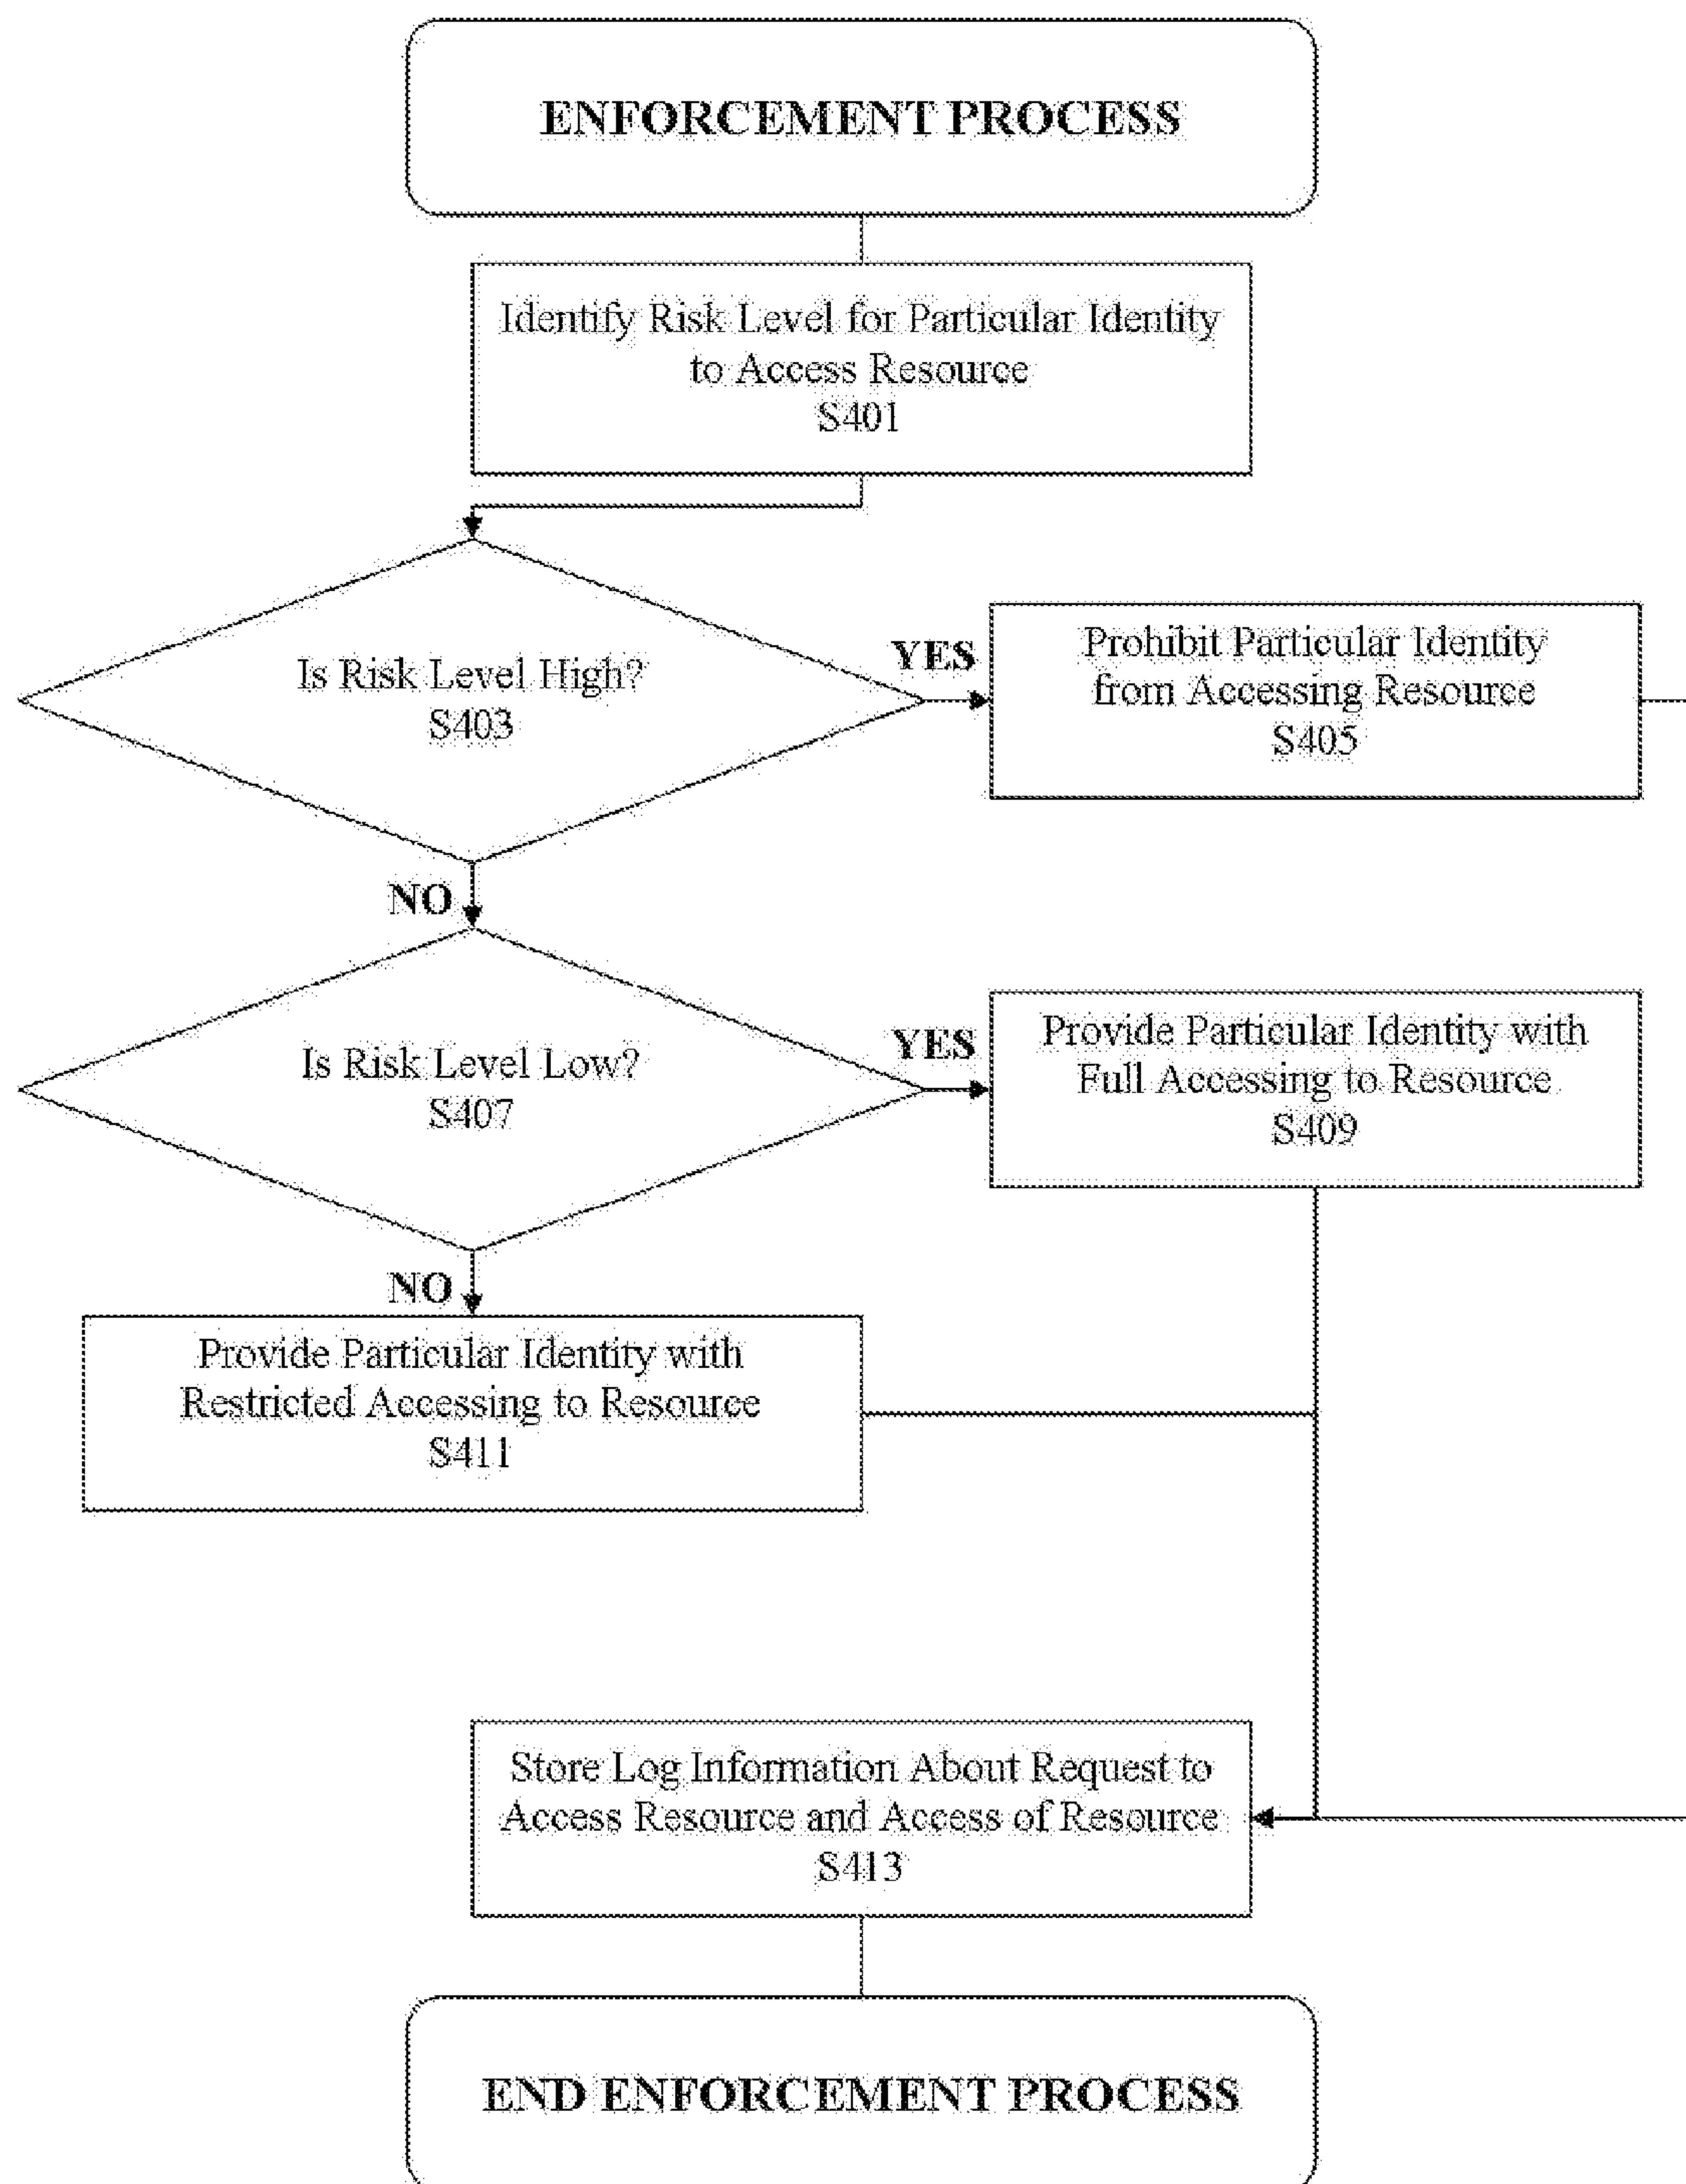 ENFORCEMENT PROCESS
Identify Risk Level for Particular Identity
to Access Resource
S401
Is Risk Level High?
S403
YES
Prohibit Particular Identity
from Accessing Resource
S405
NO
Is Risk Level Low?
S407
YES
Provide Particular Identity with
Full Accessing to Resource
S409
NO
Provide Particular Identity with
Restricted Accessing to Resource
S411
Store Log Information About Request to
Access Resource and Access of Resource
S413
END ENFORCEMENT PROCESS